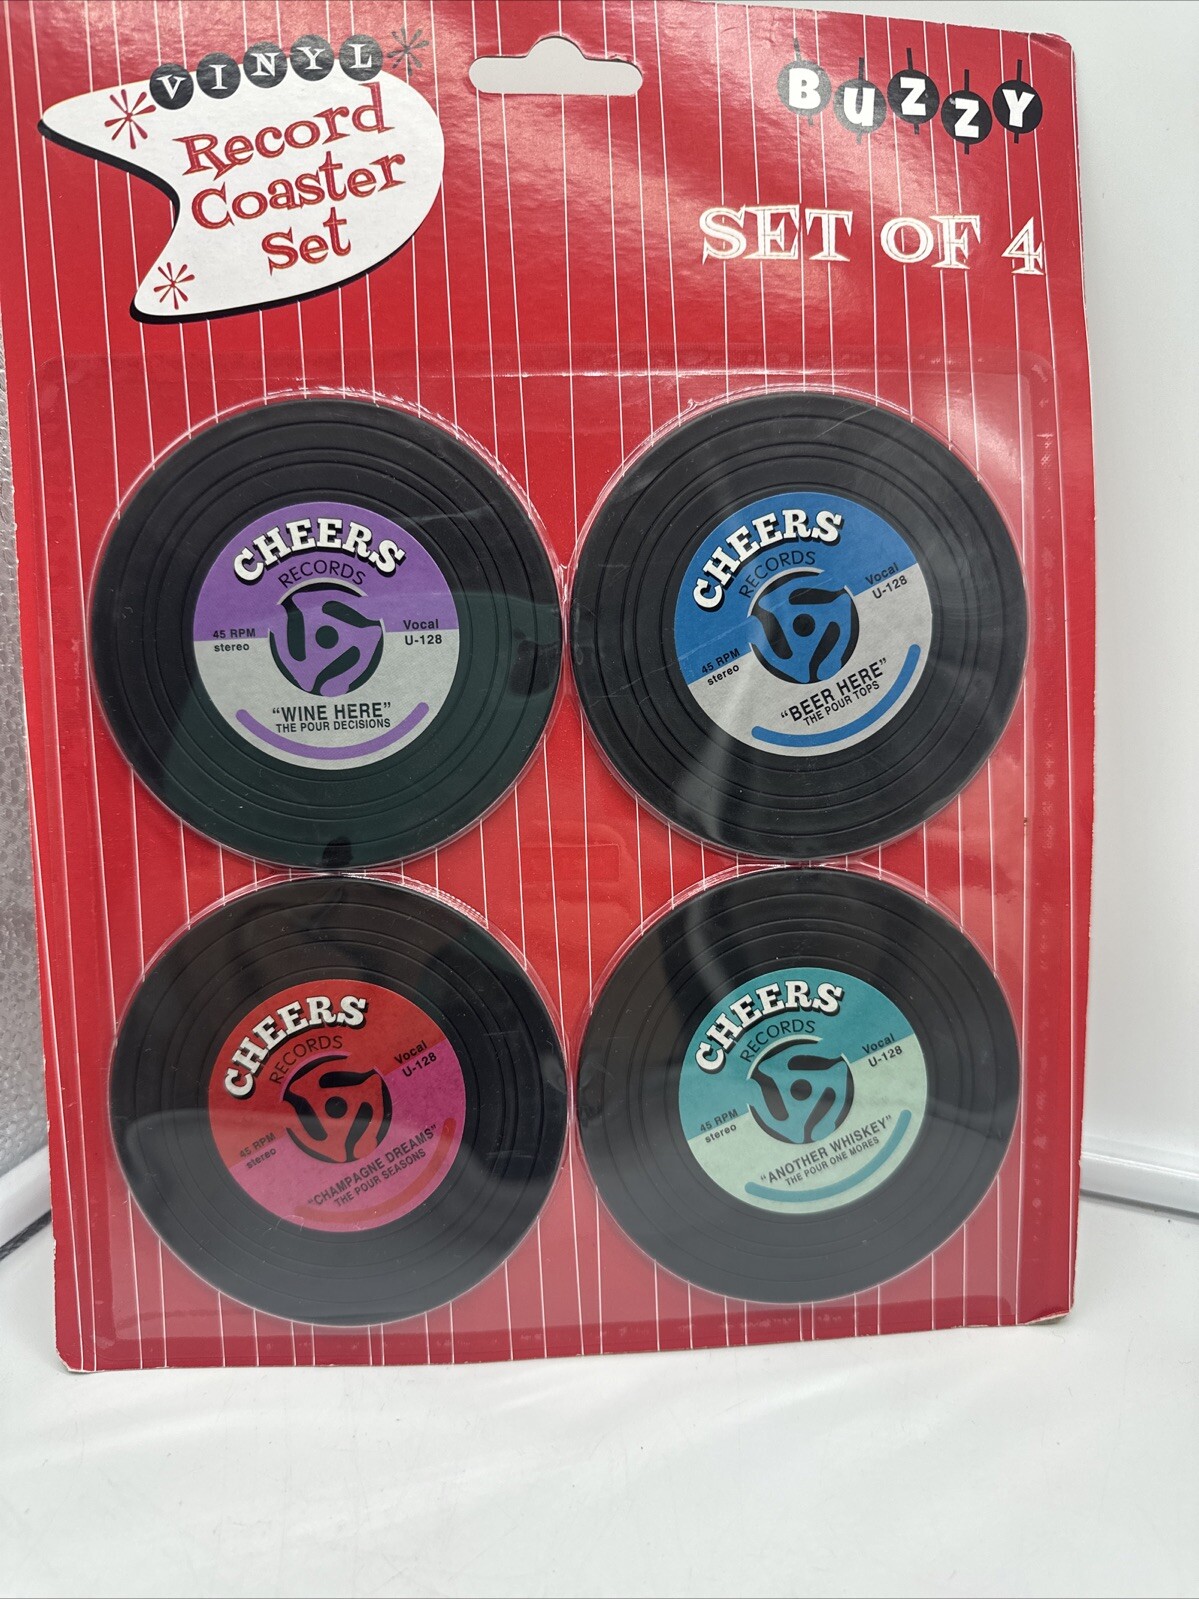 VINYL
Record
Coaster
Set
BUZZY
SET OF 4
CHEERS
RECORDS
45 RPM
stereo
Vocal
U-128
"WINE HERE"
THE POUR DECISIONS
CHEERS
RECORDS
45 RPM
stereo
Vocal
U-128
"BEER HERE"
THE POUR TOPS
CHEERS
RECORDS
45 RPM
stereo
Vocal
U-128
"CHAMPAGNE DREAMS"
THE POUR SEASONS
CHEERS
RECORDS
45 RPM
stereo
Vocal
U-128
"ANOTHER WHISKEY"
THE POUR ONE MORES